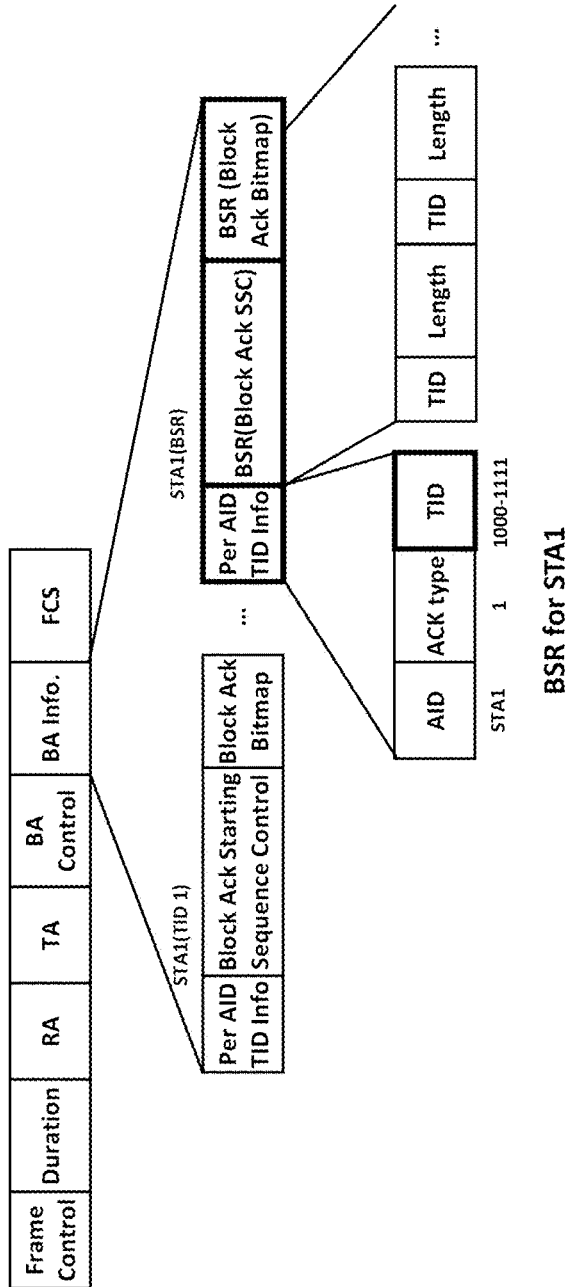 Frame
Control
Duration
RA
TA
BA
Control
BA Info.
FCS
STA1(TID 1)
Per AID
TID Info
Block Ack Starting
Sequence Control
Block Ack
Bitmap
...
STA1(BSR)
Per AID
TID Info
BSR(Block Ack SSC)
BSR (Block
Ack Bitmap)
AID
ACK type
TID
STA1
1
1000-1111
TID
Length
TID
Length
...
BSR for STA1